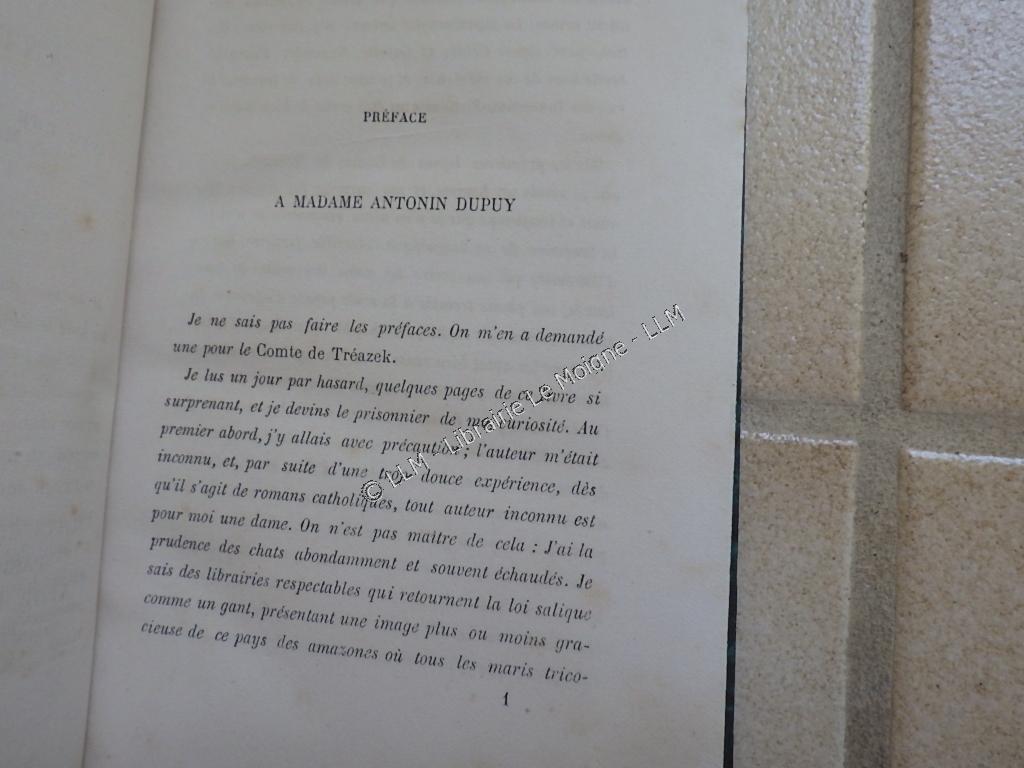 PRÉFACE
A MADAME ANTONIN DUPUY
Je ne sais pas faire les préfaces. On m'en a demandé
une pour le Comte de Tréazek.
Je lus un jour par hasard, quelques pages de ce livre si
surprenant, et je devins le prisonnier de ma curiosité. Au
premier abord, j'y allais avec précaution; l'auteur m'était
inconnu, et, par suite d'une douce expérience, dès
qu'il s'agit de romans catholiques, tout auteur inconnu est
pour moi une dame. On n'est pas maître de cela : J'ai la
prudence des chats abondamment et souvent échaudés. Je
sais des librairies respectables qui retournent la loi salique
comme un gant, présentant une image plus ou moins gra-
cieuse de ce pays des amazones où tous les maris trico-
1
© LLM - Librairie Le Moigne - LLM